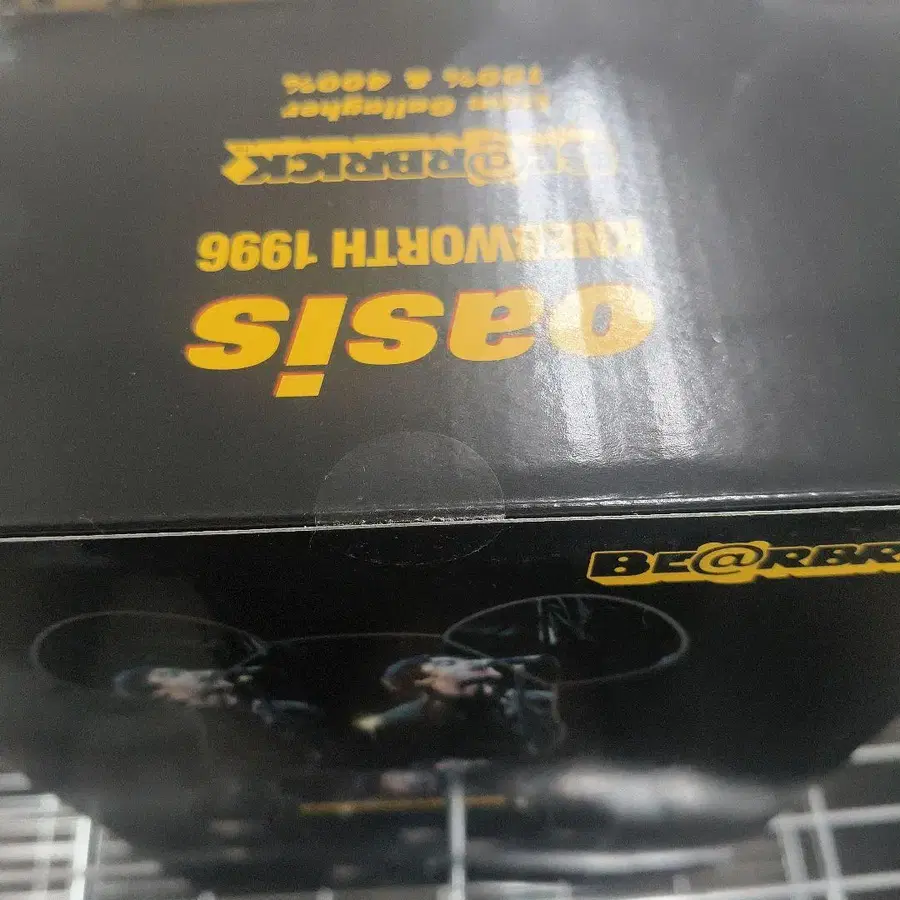 oasis
KNEBWORTH 1996
BE@RBRICK
Liam Gallagher
100% & 400%
BE@RBR